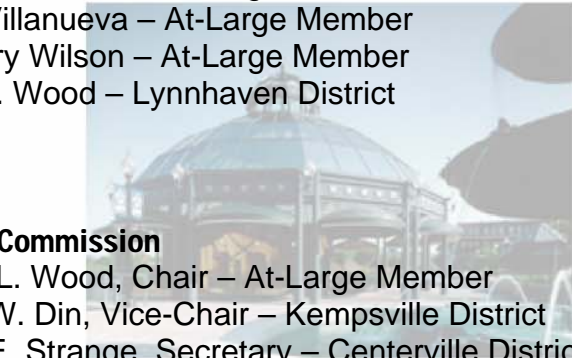 Villanueva – At-Large Member
ry Wilson – At-Large Member
. Wood – Lynnhaven District
Commission
L. Wood, Chair – At-Large Member
W. Din, Vice-Chair – Kempsville District
Strange, Secretary – Centerville Distric